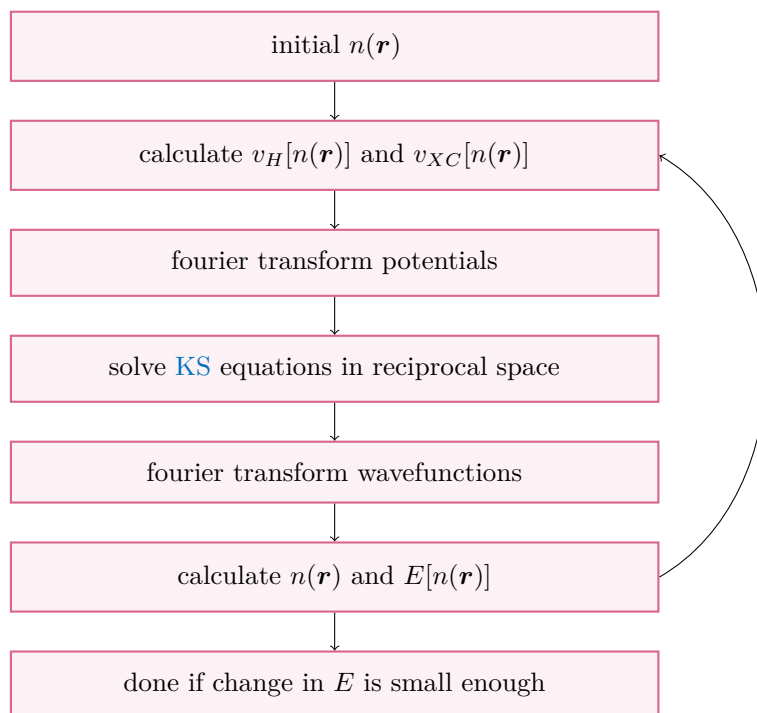 initial n(r)
calculate v_H[n(r)] and v_XC[n(r)]
fourier transform potentials
solve KS equations in reciprocal space
fourier transform wavefunctions
calculate n(r) and E[n(r)]
done if change in E is small enough